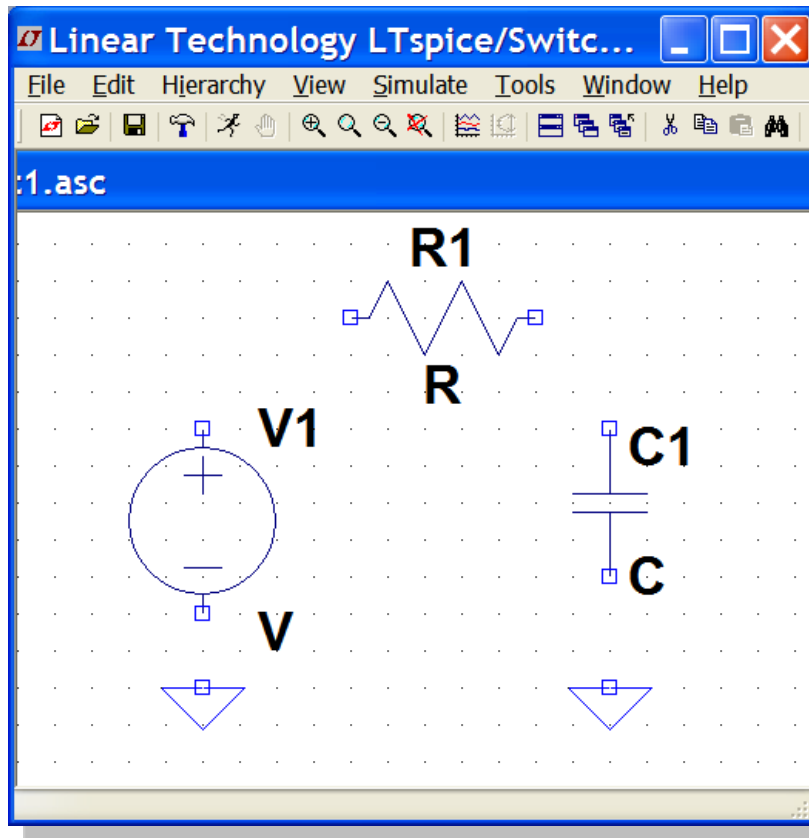 Linear Technology LTspice/Switc...
File Edit Hierarchy View Simulate Tools Window Help
:1.asc
R1
R
V1
C1
C
V